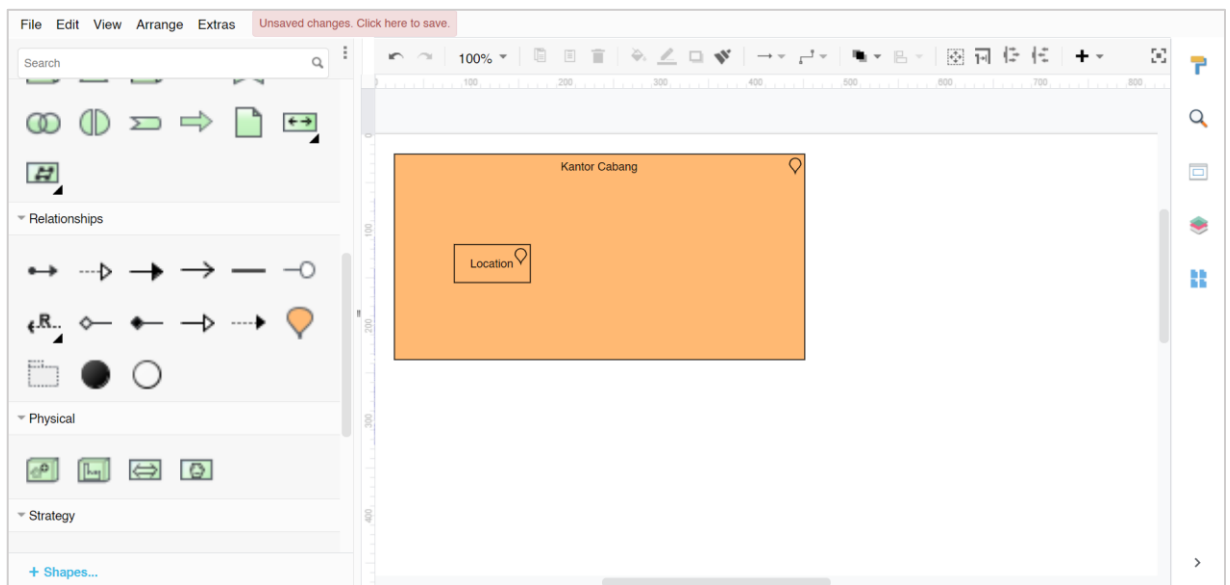 File Edit View Arrange Extras Unsaved changes. Click here to save.
Search
100%
100 200 300 400 500 600 700 800
0
Kantor Cabang
100
Relationships
Location
R..
200
Physical
300
Strategy
400
+ Shapes...